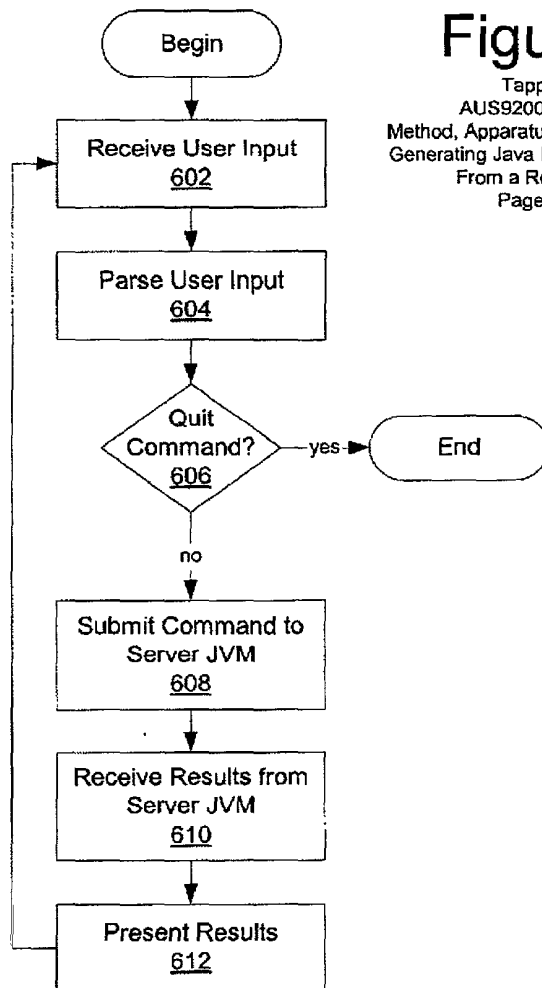 Begin
Receive User Input
602
Parse User Input
604
Quit
Command?
606
yes
End
no
Submit Command to
Server JVM
608
Receive Results from
Server JVM
610
Present Results
612
Figu
Tapp
AUS9200
Method, Apparatu
Generating Java
From a Re
Page